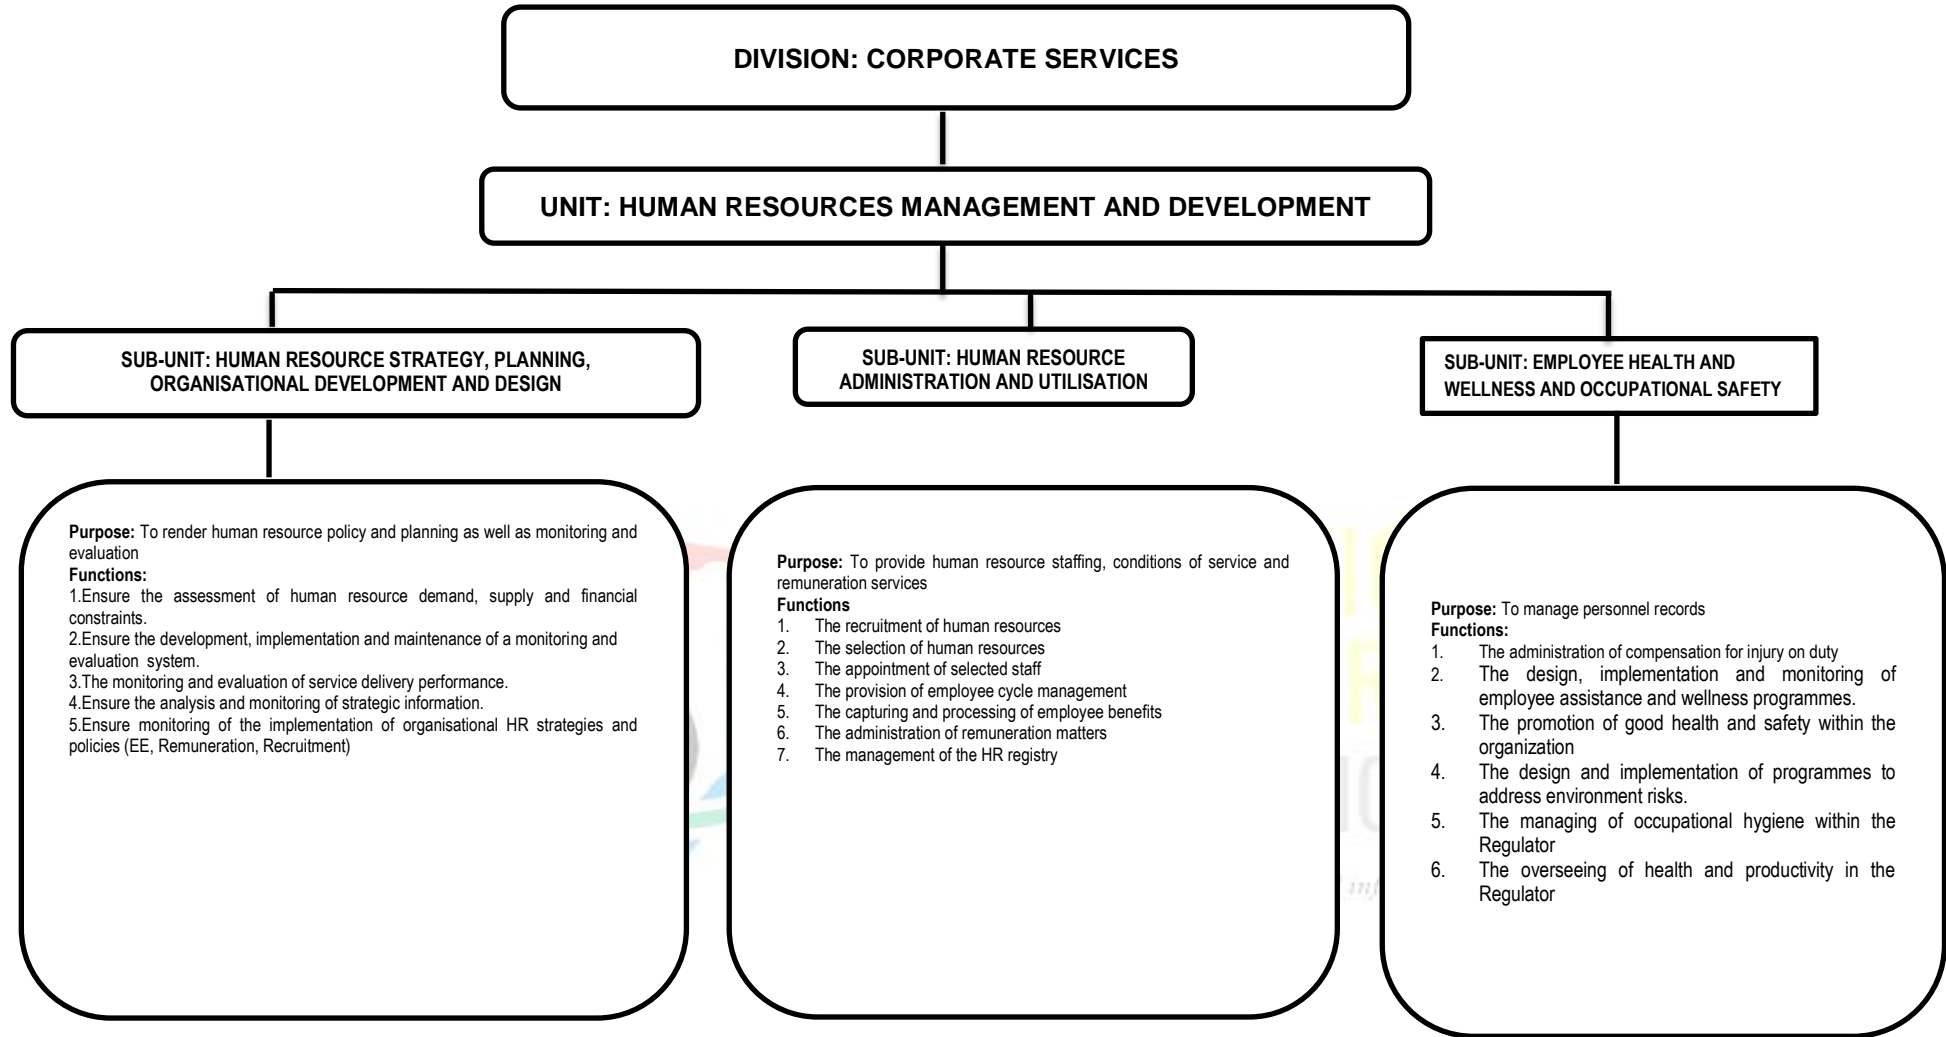 DIVISION: CORPORATE SERVICES
UNIT: HUMAN RESOURCES MANAGEMENT AND DEVELOPMENT
SUB-UNIT: HUMAN RESOURCE STRATEGY, PLANNING,
ORGANISATIONAL DEVELOPMENT AND DESIGN
SUB-UNIT: HUMAN RESOURCE
ADMINISTRATION AND UTILISATION
SUB-UNIT: EMPLOYEE HEALTH AND
WELLNESS AND OCCUPATIONAL SAFETY
Purpose: To render human resource policy and planning as well as monitoring and
evaluation
Functions:
1.Ensure the assessment of human resource demand, supply and financial
constraints.
2.Ensure the development, implementation and maintenance of a monitoring and
evaluation system.
3.The monitoring and evaluation of service delivery performance.
4.Ensure the analysis and monitoring of strategic information.
5.Ensure monitoring of the implementation of organisational HR strategies and
policies (EE, Remuneration, Recruitment)
Purpose: To provide human resource staffing, conditions of service and
remuneration services
Functions
1. The recruitment of human resources
2. The selection of human resources
3. The appointment of selected staff
4. The provision of employee cycle management
5. The capturing and processing of employee benefits
6. The administration of remuneration matters
7. The management of the HR registry
Purpose: To manage personnel records
Functions:
1. The administration of compensation for injury on duty
2. The design, implementation and monitoring of
employee assistance and wellness programmes.
3. The promotion of good health and safety within the
organization
4. The design and implementation of programmes to
address environment risks.
5. The managing of occupational hygiene within the
Regulator
6. The overseeing of health and productivity in the
Regulator